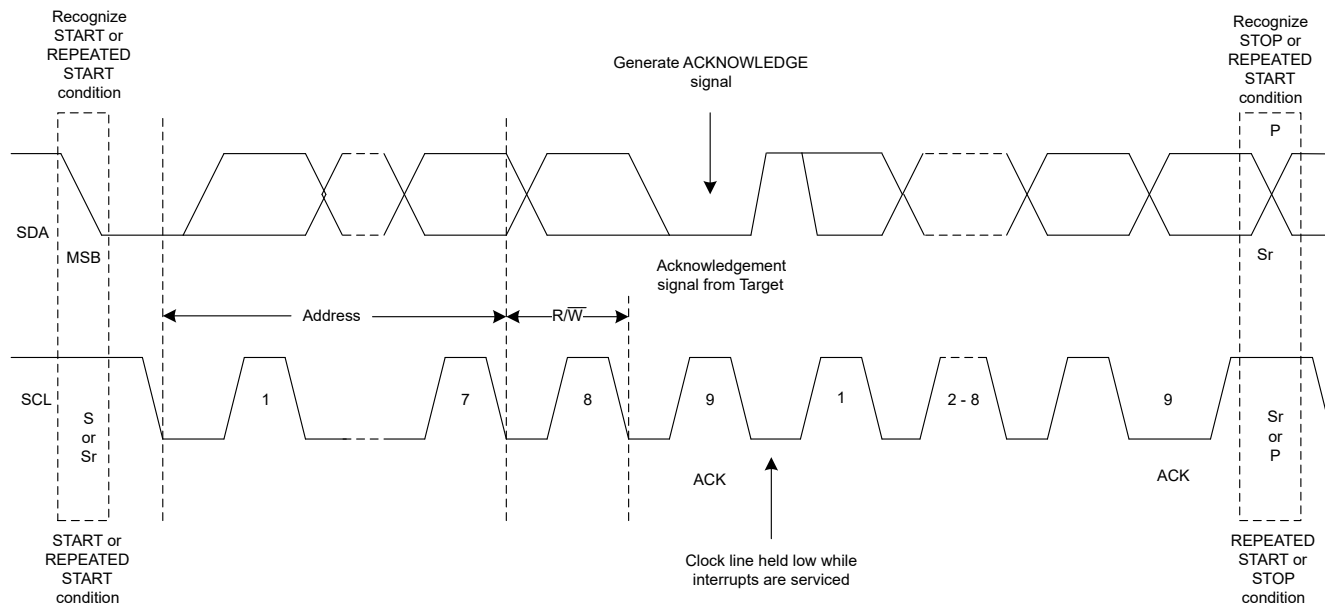 Recognize
START or
REPEATED
START
condition
Generate ACKNOWLEDGE
signal
Recognize
STOP or
REPEATED
START
condition
P
SDA
MSB
Acknowledgement
signal from Target
Sr
Address
R/W̅
SCL
S
or
Sr
1
7
8
9
1
2 - 8
9
Sr
or
P
ACK
ACK
START or
REPEATED
START
condition
Clock line held low while
interrupts are serviced
REPEATED
START or
STOP
condition